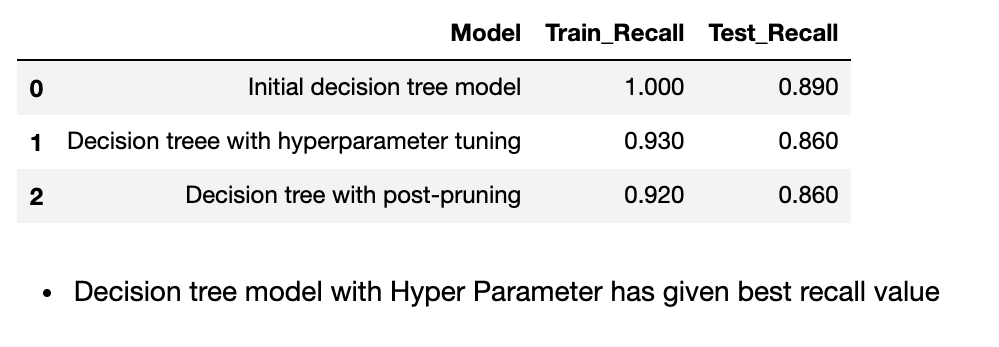 Model Train_Recall Test_Recall
0 Initial decision tree model 1.000 0.890
1 Decision treee with hyperparameter tuning 0.930 0.860
2 Decision tree with post-pruning 0.920 0.860
• Decision tree model with Hyper Parameter has given best recall value